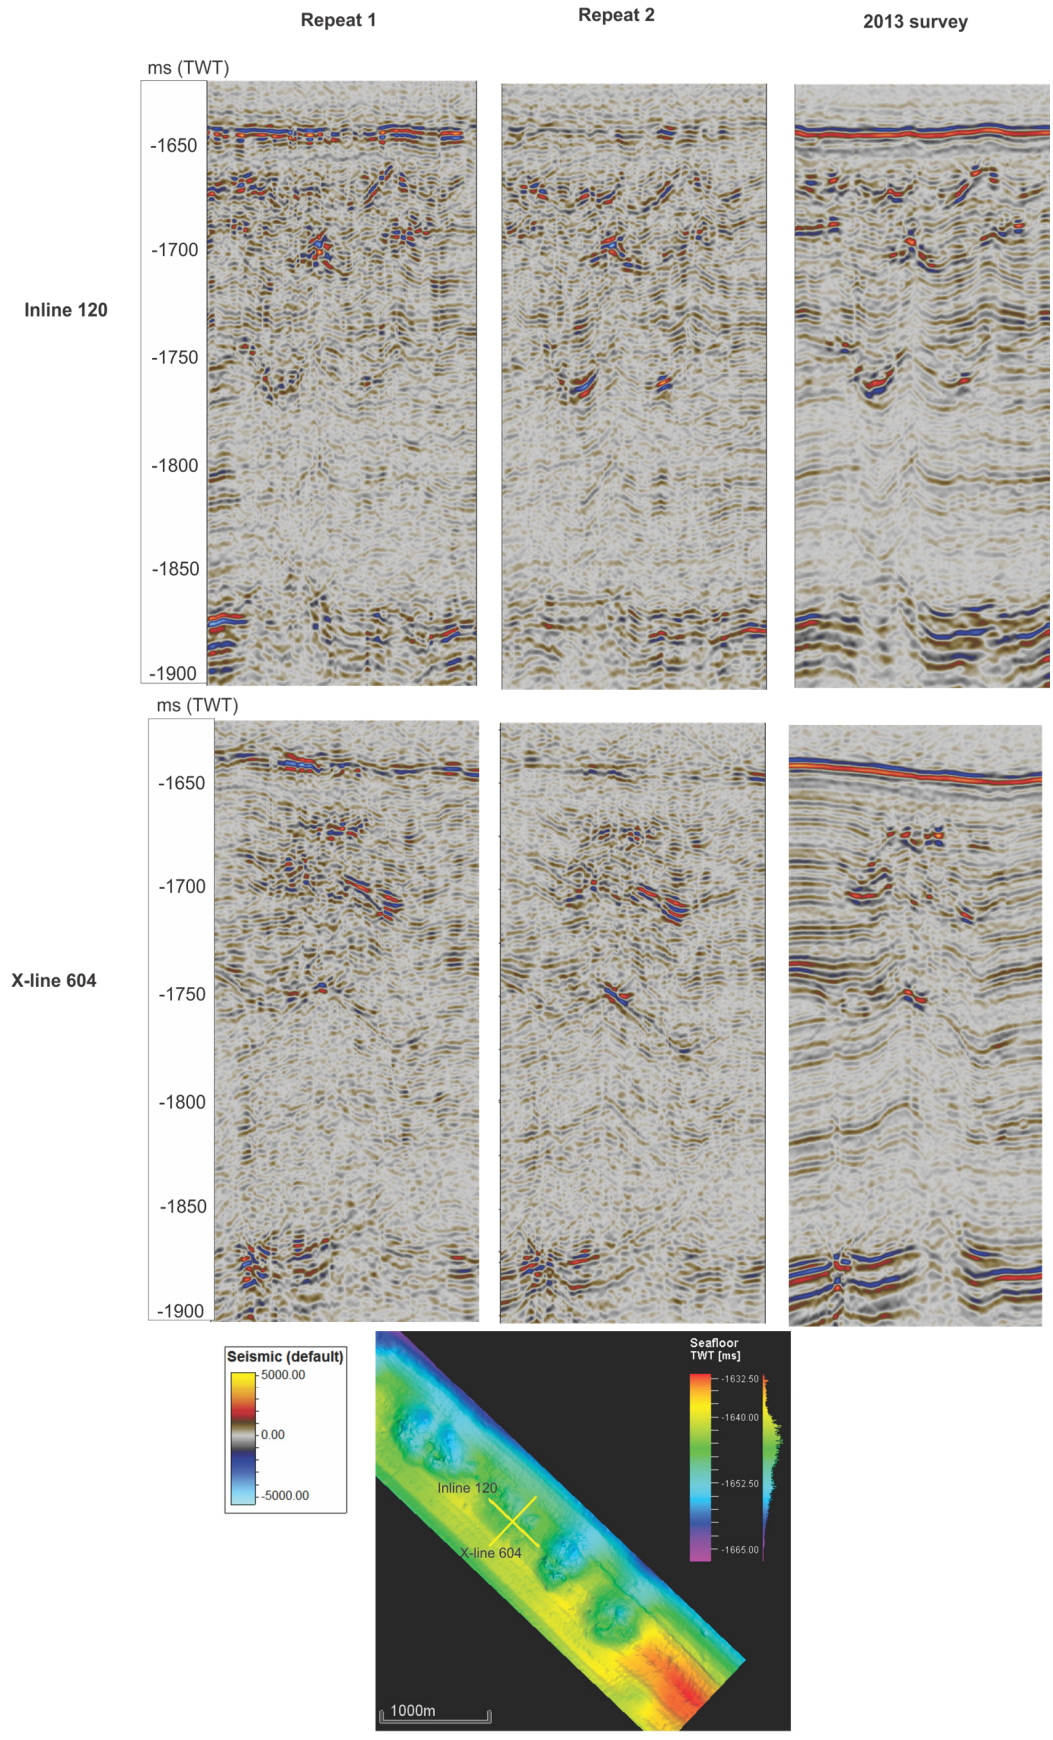 Repeat 1
Repeat 2
2013 survey
ms (TWT)
-1650
-1700
Inline 120
-1750
-1800
-1850
-1900
ms (TWT)
-1650
-1700
X-line 604
-1750
-1800
-1850
-1900
Seismic (default)
5000.00
0.00
-5000.00
Seafloor
TWT [ms]
-1632.50
-1640.00
-1652.50
-1665.00
Inline 120
X-line 604
1000m